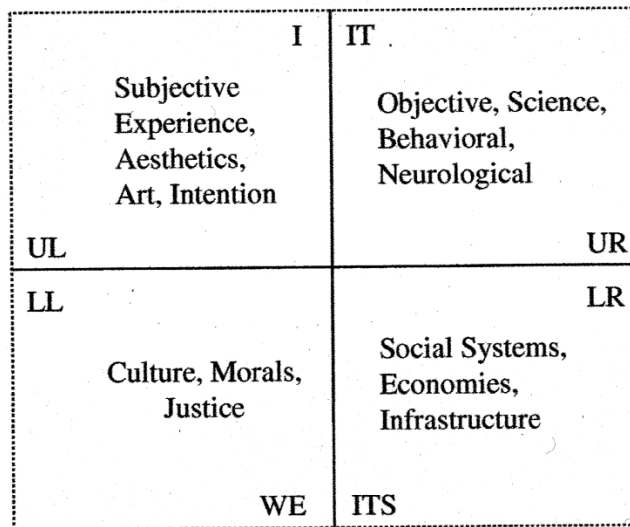 I
IT
Subjective
Experience,
Aesthetics,
Art, Intention
Objective, Science,
Behavioral,
Neurological
UL
UR
LL
LR
Culture, Morals,
Justice
Social Systems,
Economies,
Infrastructure
WE
ITS